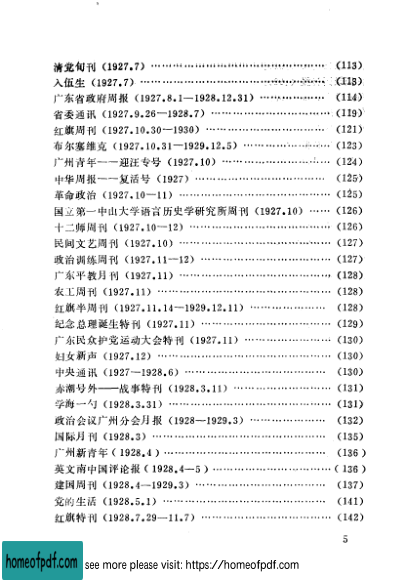 清党旬刊(1927.7) ……………………………… (113)
入伍生(1927.7) ……………………………… (113)
广东省政府周报(1927.8.1—1928.12.31) ……………… (114)
省委通讯(1927.9.26—1928.7) ……………………… (119)
红旗周刊(1927.10.30—1930) ……………………… (121)
布尔塞维克(1927.10.31—1929.12.5) ……………… (123)
广州青年——迎汪专号(1927.10) ………………… (124)
中华周报——复活号(1927) ……………………… (125)
革命政治(1927.10—11) ………………………… (125)
国立第一中山大学语言历史学研究所周刊(1927.10) …… (126)
十二师周刊(1927.10—12) ……………………… (126)
民间文艺周刊(1927.10) ………………………… (127)
政治训练周刊(1927.11—12) …………………… (127)
广东平教月刊(1927.11) ………………………… (128)
农工周刊(1927.11) …………………………… (128)
红旗半周刊(1927.11.14—1929.12.11) …………… (128)
纪念总理诞生特刊(1927.11) …………………… (129)
广东民众护党运动大会特刊(1927.11) …………… (130)
妇女新声(1927.12) …………………………… (130)
中央通讯(1927—1928.6) ……………………… (130)
赤潮号外——战事特刊(1928.3.11) ……………… (131)
学海一勺(1928.3.31) ………………………… (131)
政治会议广州分会月报(1928—1929.3) …………… (132)
国际月刊(1928.3) …………………………… (135)
广州新青年(1928.4) ………………………… (136)
英文南中国评论报(1928.4—5) ………………… (136)
建国周刊(1928.4—1929.3) …………………… (137)
党的生活(1928.5.1) ………………………… (141)
红旗特刊(1928.7.29—11.7) …………………… (142)
5
homeofpdf.com
see more please visit: https://homeofpdf.com